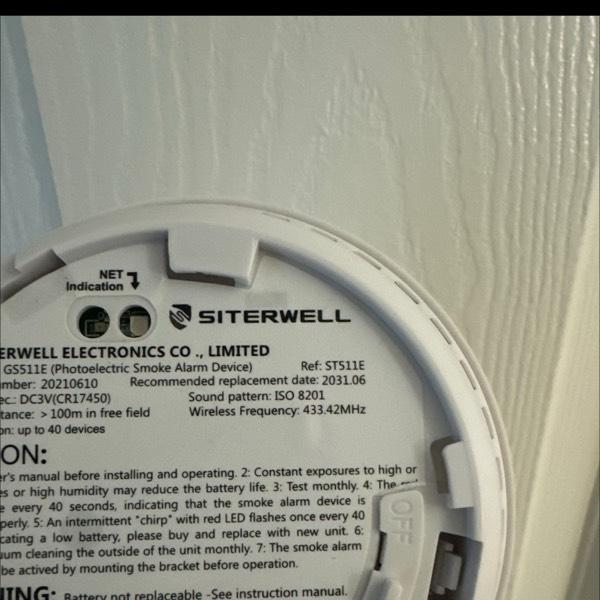 NET
Indication
SITERWELL
ERWELL ELECTRONICS CO ., LIMITED
GS511E (Photoelectric Smoke Alarm Device) Ref: ST511E
mber: 20210610 Recommended replacement date: 2031.06
ec.: DC3V(CR17450) Sound pattern: ISO 8201
tance: >100m in free field Wireless Frequency: 433.42MHz
on: up to 40 devices
ON:
er's manual before installing and operating. 2: Constant exposures to high or
es or high humidity may reduce the battery life. 3: Test monthly. 4: The red
e every 40 seconds, indicating that the smoke alarm device is
perly. 5: An intermittent "chirp" with red LED flashes once every 40
cating a low battery, please buy and replace with new unit. 6:
uum cleaning the outside of the unit monthly. 7: The smoke alarm
be actived by mounting the bracket before operation.
NING: Battery not replaceable -See instruction manual.
OFF